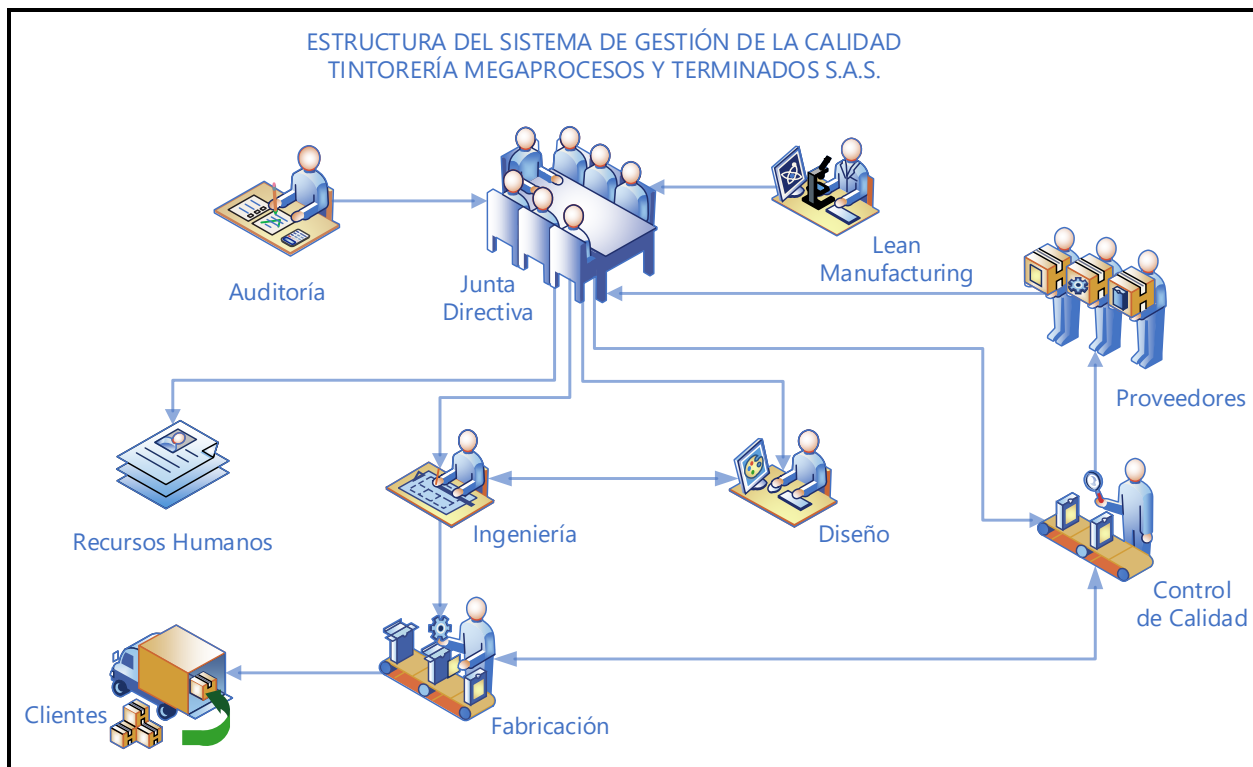 ESTRUCTURA DEL SISTEMA DE GESTIÓN DE LA CALIDAD
TINTORERÍA MEGAPROCESOS Y TERMINADOS S.A.S.
Auditoría
Junta
Directiva
Lean
Manufacturing
Proveedores
Recursos Humanos
Ingeniería
Diseño
Control
de Calidad
Clientes
Fabricación